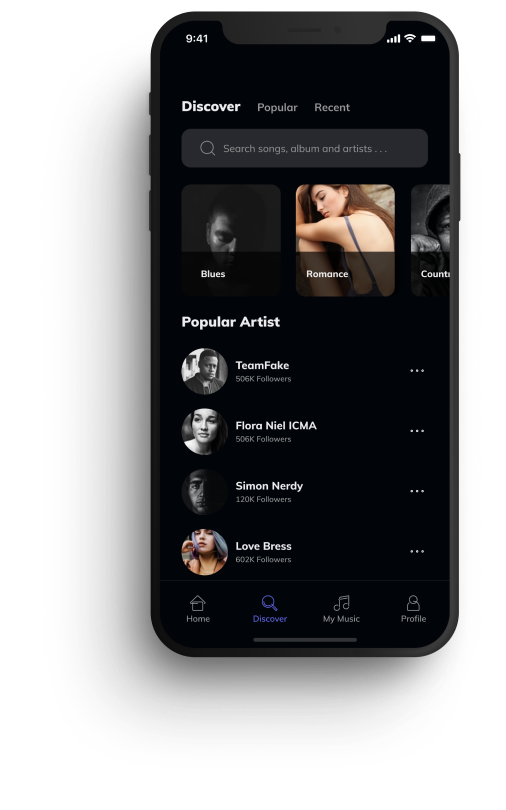 9:41
Discover Popular Recent
Search songs, album and artists . . .
Blues Romance
Popular Artist
TeamFake
506K Followers
Flora Niel ICMA
506K Followers
Simon Nerdy
120K Followers
Love Bress
602K Followers
Home Discover My Music Profile